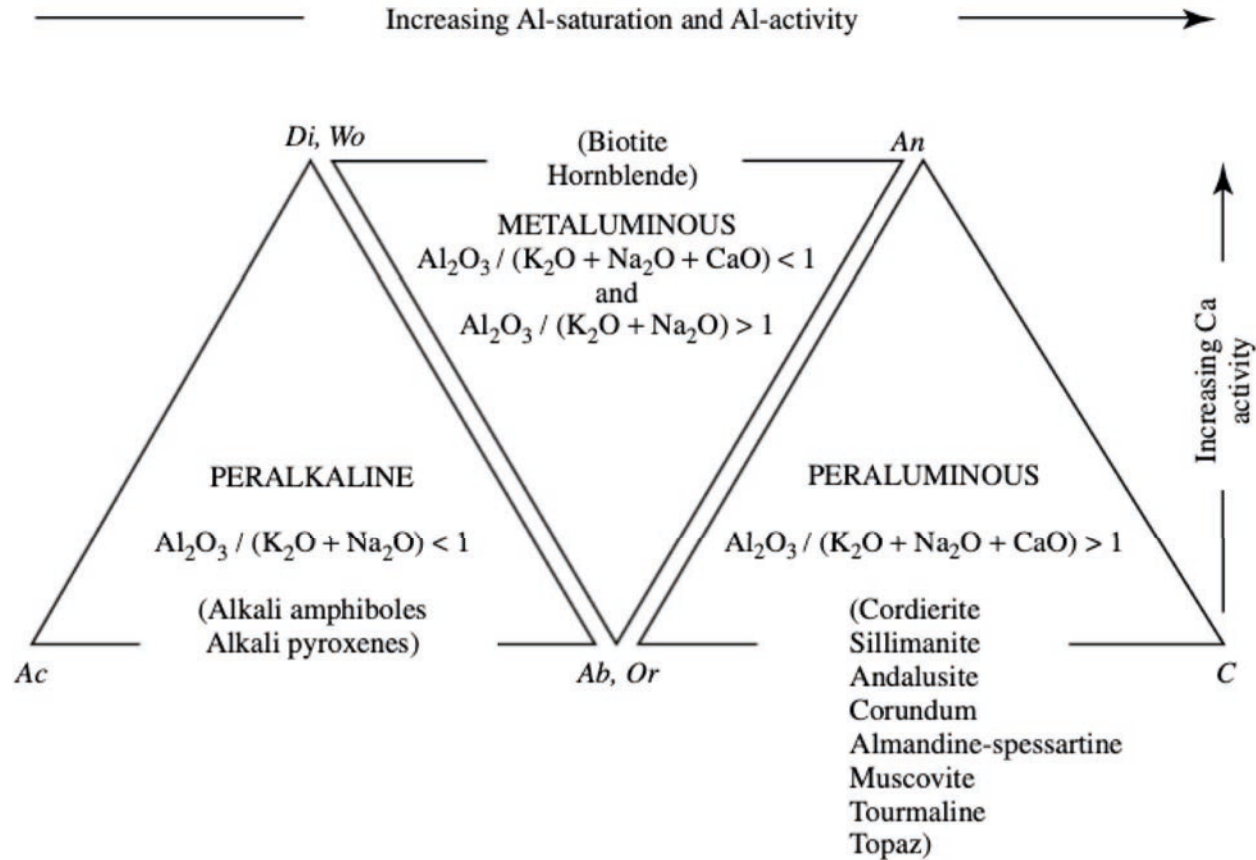 Increasing Al-saturation and Al-activity
Di, Wo
(Biotite
Hornblende)
An
METALUMINOUS
Al₂O₃ / (K₂O + Na₂O + CaO) < 1
and
Al₂O₃ / (K₂O + Na₂O) > 1
Increasing Ca
activity
PERALKALINE
Al₂O₃ / (K₂O + Na₂O) < 1
(Alkali amphiboles
Alkali pyroxenes)
PERALUMINOUS
Al₂O₃ / (K₂O + Na₂O + CaO) > 1
(Cordierite
Sillimanite
Andalusite
Corundum
Almandine-spessartine
Muscovite
Tourmaline
Topaz)
Ac
Ab, Or
C